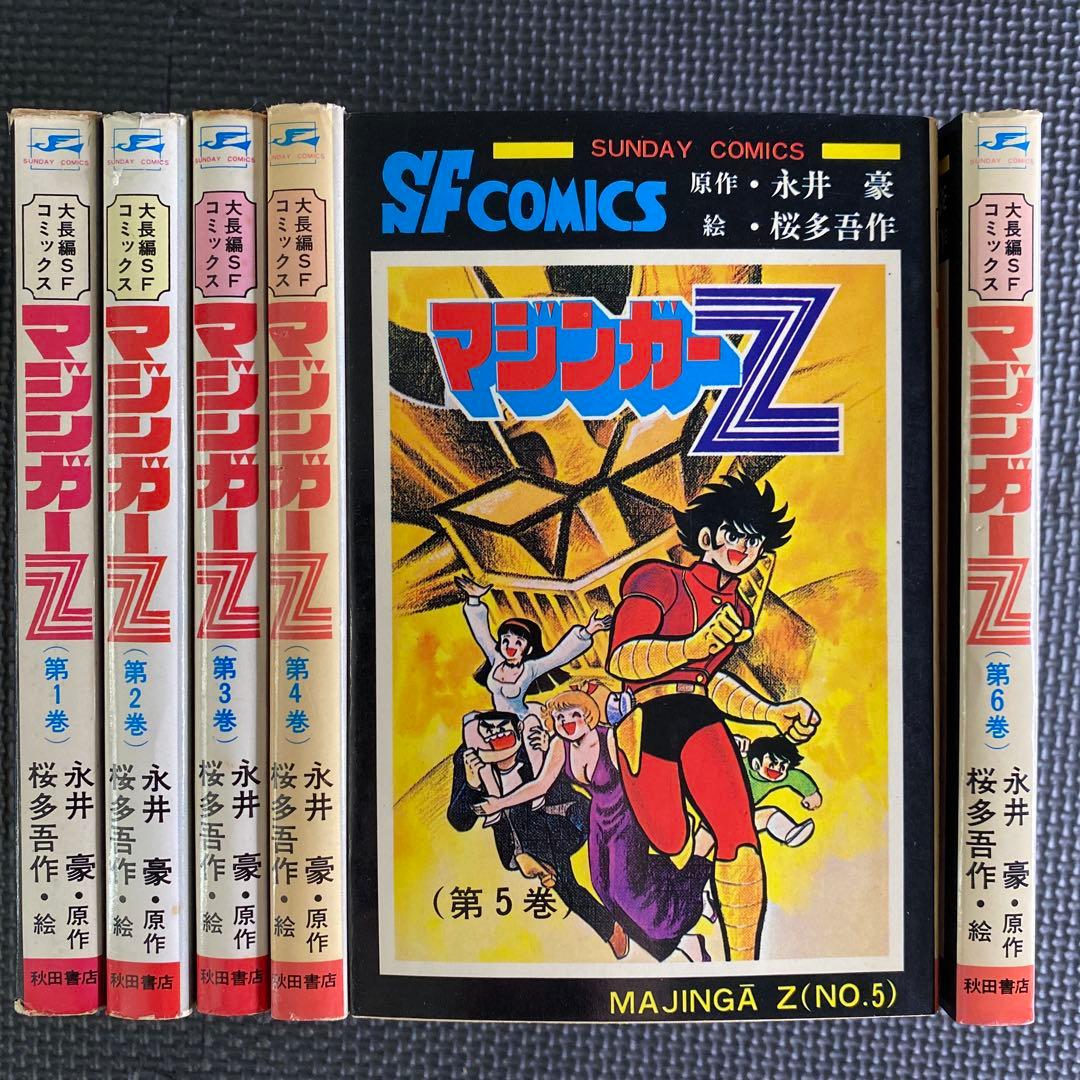 SUNDAY COMICS
大長編SF
コミックス
マジンガーZ
(第1巻)
永井 豪・原作
桜多吾作・絵
秋田書店
SUNDAY COMICS
大長編SF
コミックス
マジンガーZ
(第2巻)
永井 豪・原作
桜多吾作・絵
秋田書店
SUNDAY COMICS
大長編SF
コミックス
マジンガーZ
(第3巻)
永井 豪・原作
桜多吾作・絵
秋田書店
SUNDAY COMICS
大長編SF
コミックス
マジンガーZ
(第4巻)
永井 豪・原作
桜多吾作・絵
秋田書店
SUNDAY COMICS
SF COMICS
原作・永井 豪
絵・桜多吾作
マジンガーZ
(第5巻)
MAJINGĀ Z(NO.5)
SUNDAY COMICS
大長編SF
コミックス
マジンガーZ
(第6巻)
永井 豪・原作
桜多吾作・絵
秋田書店